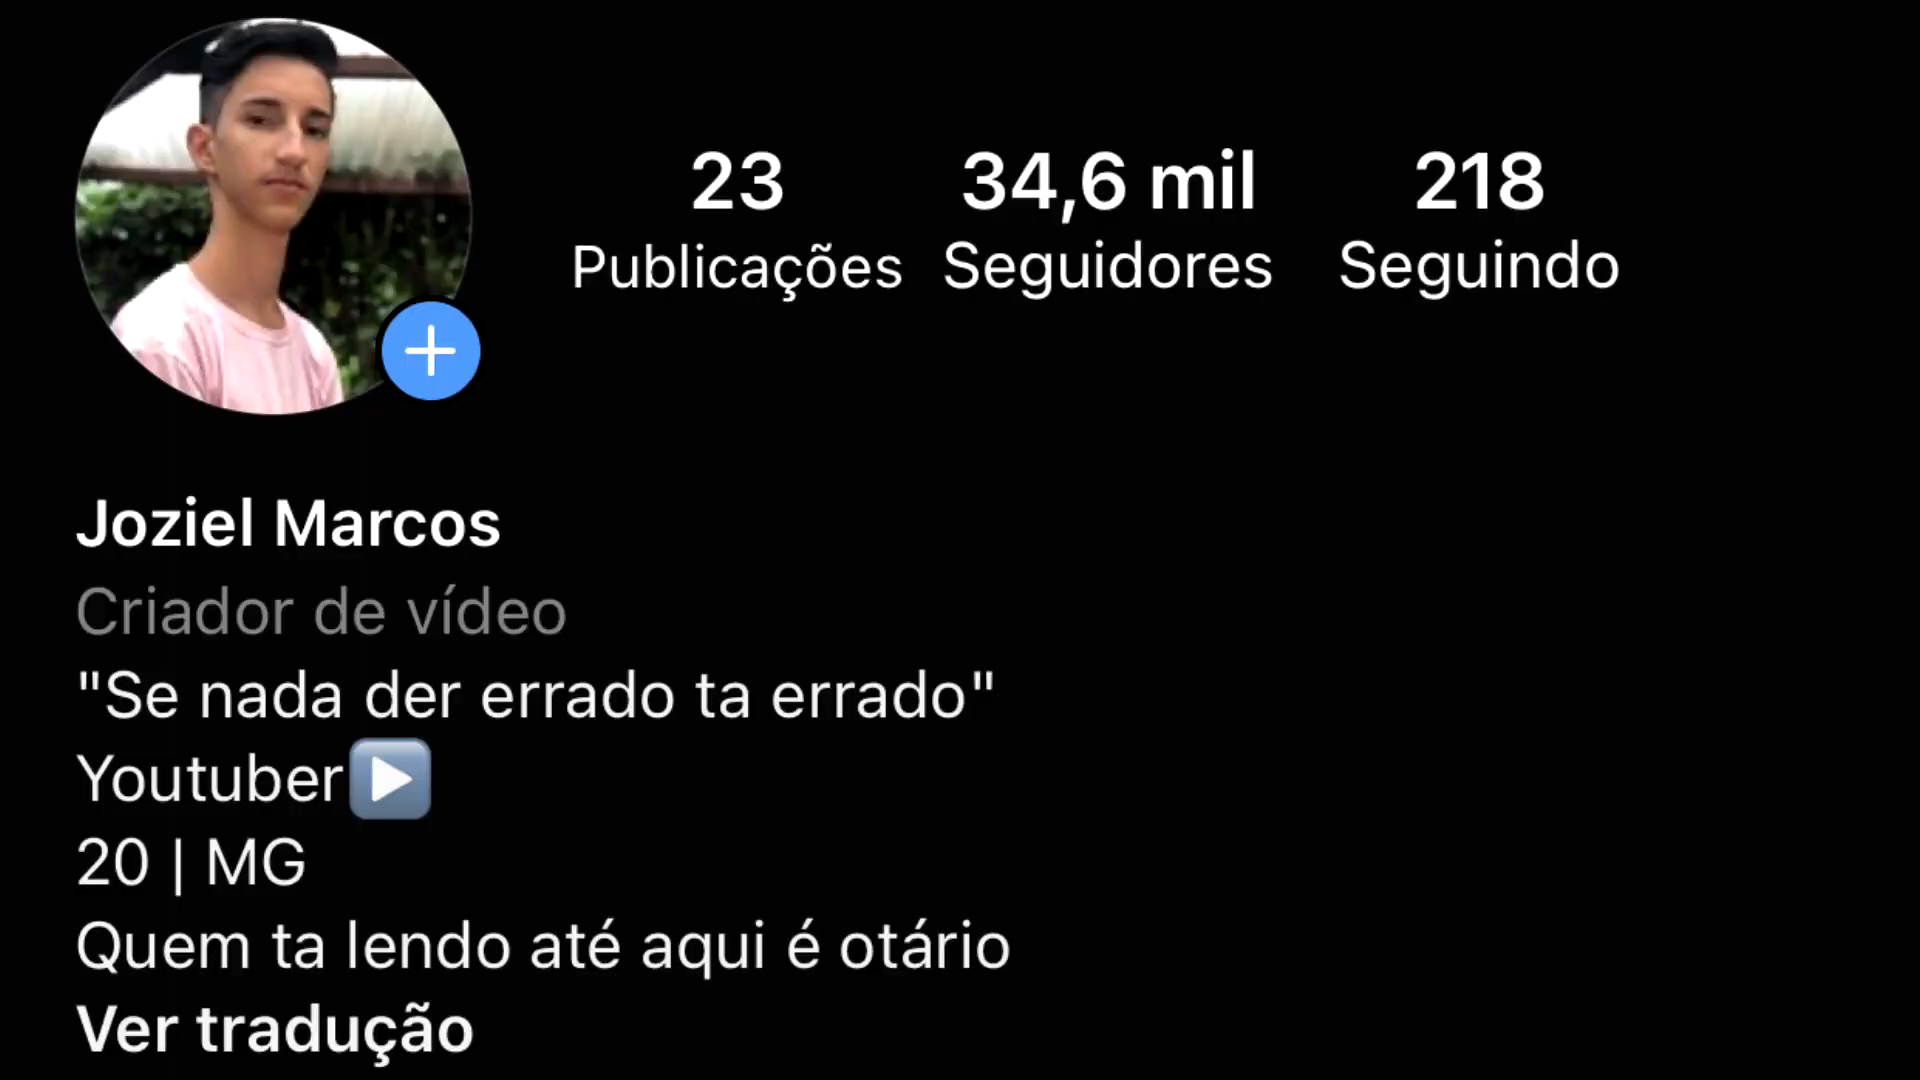 23 34,6 mil 218
Publicações Seguidores Seguindo
Joziel Marcos
Criador de vídeo
"Se nada der errado ta errado"
Youtuber▶️
20 | MG
Quem ta lendo até aqui é otário
Ver tradução